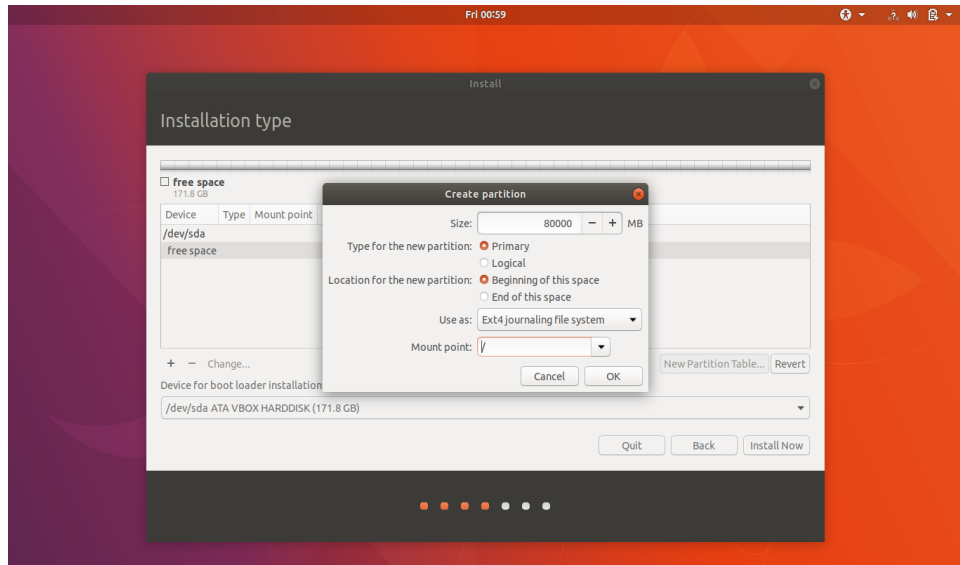 Fri 00:59
Install
Installation type
free space
171.8 GB
Device Type Mount point
/dev/sda
free space
Create partition
Size: 80000 − + MB
Type for the new partition: Primary
Logical
Location for the new partition: Beginning of this space
End of this space
Use as: Ext4 journaling file system
Mount point: /
Cancel OK
+ − Change...
New Partition Table... Revert
Device for boot loader installation
/dev/sda ATA VBOX HARDDISK (171.8 GB)
Quit Back Install Now